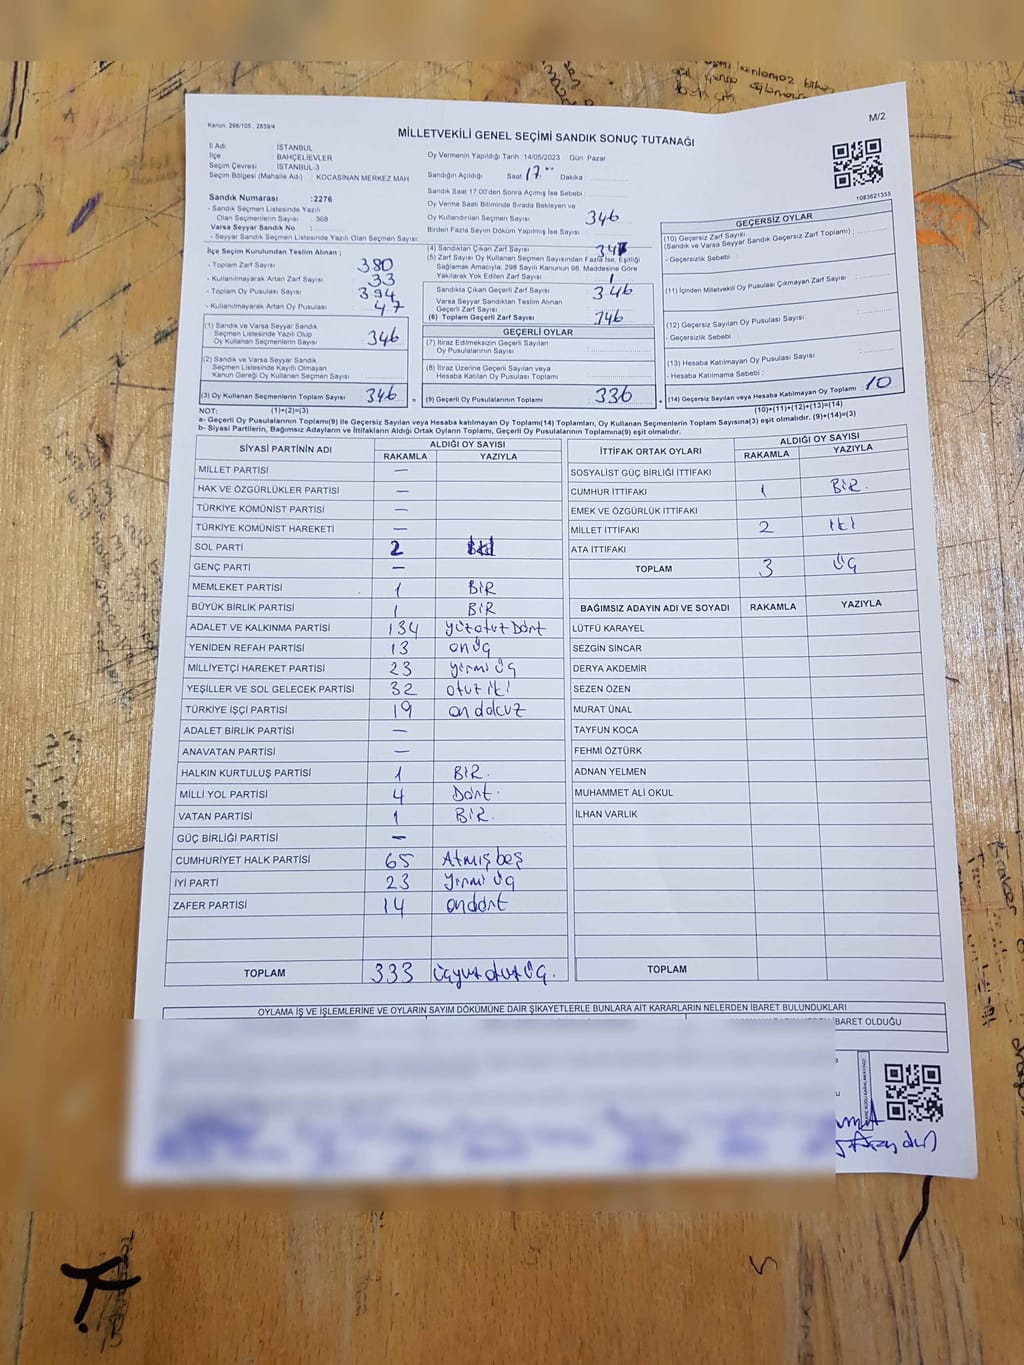 Kanun; 298/105 ; 2839/4
M/2
MİLLETVEKİLİ GENEL SEÇİMİ SANDIK SONUÇ TUTANAĞI
İl Adı İSTANBUL
İlçe BAHÇELİEVLER
Seçim Çevresi : İSTANBUL-3
Seçim Bölgesi (Mahalle Adı) : KOCASİNAN MERKEZ MAH
Sandık Numarası :2276
- Sandık Seçmen Listesinde Yazılı
Olan Seçmenlerin Sayısı : 368
Varsa Seyyar Sandık No :
- Seyyar Seçmen Listesinde Yazılı Olan Seçmen Sayısı:
Oy Vermenin Yapıldığı Tarih :14/05/2023 Gün: Pazar
Sandığın Açıldığı Saat 17 Dakika :
Sandık Saat 17:00'den Sonra Açımış İse Sebebi :
Oy Verme Saati Bitiminde Sırada Bekleyen ve
Oy Kullandırılan Seçmen Sayısı 346
Birden Fazla Sayım Döküm Yapılmış İse Sayısı :
1083621355
İlçe Seçim Kurulundan Teslim Alınan ;
- Toplam Zarf Sayısı : 380
- Kullanılmayarak Artan Zarf Sayısı : 33
- Toplam Oy Pusulası Sayısı : 394
- Kullanılmayarak Artan Oy Pusulası : 47
(1) Sandık ve Varsa Seyyar Sandık
Seçmen Listesinde Yazılı Olup
Oy Kullanan Seçmenlerin Sayısı 346
(2) Sandık ve Varsa Seyyar Sandık
Seçmen Listesinde Kayıtlı Olmayan
Kanun Gereği Oy Kullanan Seçmen Sayısı :
(3) Oy Kullanan Seçmenlerin Toplam Sayısı : 346 =
(4) Sandıktan Çıkan Zarf Sayısı 347
(5) Zarf Sayısı Oy Kullanan Seçmen Sayısından Fazla İse, Eşitliği
Sağlamak Amacıyla; 298 Sayılı Kanunun 98. Maddesine Göre
Yakılarak Yok Edilen Zarf Sayısı : 1
Sandıkta Çıkan Geçerli Zarf Sayısı : 346
Varsa Seyyar Sandıktan Teslim Alınan
Geçerli Zarf Sayısı
(6) Toplam Geçerli Zarf Sayısı : 346
GEÇERLİ OYLAR
(7) İtiraz Edilmeksizin Geçerli Sayılan
Oy Pusulalarının Sayısı
(8) İtiraz Üzerine Geçerli Sayılan veya
Hesaba Katılan Oy Pusulası Toplamı
(9) Geçerli Oy Pusulalarının Toplamı : 336
GEÇERSİZ OYLAR
(10) Geçersiz Zarf Sayısı
(Sandık ve Varsa Seyyar Sandık Geçersiz Zarf Toplamı) :
- Geçersizlik Sebebi :
(11) İçinden Milletvekili Oy Pusulası Çıkmayan Zarf Sayısı :
(12) Geçersiz Sayılan Oy Pusulası Sayısı
- Geçersizlik Sebebi :
(13) Hesaba Katılmayan Oy Pusulası Sayısı
- Hesaba Katılmama Sebebi :
(14) Geçersiz Sayılan veya Hesaba Katılmayan Oy Toplamı : 10
NOT: (1)+(2)=(3) (10)+(11)+(12)+(13)=(14)
a- Geçerli Oy Pusulalarının Toplamı(9) ile Geçersiz Sayılan veya Hesaba katılmayan Oy Toplamı(14) Toplamları, Oy Kullanan Seçmenlerin Toplam Sayısına(3) eşit olmalıdır. (9)+(14)=(3)
b- Siyasi Partilerin, Bağımsız Adayların ve İttifakların Aldığı Ortak Oyların Toplamı, Geçerli Oy Pusulalarının Toplamına(9) eşit olmalıdır.
SİYASİ PARTİNİN ADI ALDIĞI OY SAYISI
RAKAMLA YAZIYLA
MİLLET PARTİSİ —
HAK VE ÖZGÜRLÜKLER PARTİSİ —
TÜRKİYE KOMÜNİST PARTİSİ —
TÜRKİYE KOMÜNİST HAREKETİ —
SOL PARTİ 2
GENÇ PARTİ —
MEMLEKET PARTİSİ 1 BİR
BÜYÜK BİRLİK PARTİSİ 1 BİR
ADALET VE KALKINMA PARTİSİ 134 yüzotuzDört
YENİDEN REFAH PARTİSİ 13 onüç
MİLLİYETÇİ HAREKET PARTİSİ 23 yirmi üç
YEŞİLLER VE SOL GELECEK PARTİSİ 32 otuz iki
TÜRKİYE İŞÇİ PARTİSİ 19 on dokuz
ADALET BİRLİK PARTİSİ —
ANAVATAN PARTİSİ —
HALKIN KURTULUŞ PARTİSİ 1 BİR.
MİLLİ YOL PARTİSİ 4 Dört.
VATAN PARTİSİ 1 BİR.
GÜÇ BİRLİĞİ PARTİSİ —
CUMHURİYET HALK PARTİSİ 65 Atmış beş
İYİ PARTİ 23 Yirmi üç
ZAFER PARTİSİ 14 ondört
TOPLAM 333 üçyüz otuz üç.
İTTİFAK ORTAK OYLARI ALDIĞI OY SAYISI
RAKAMLA YAZIYLA
SOSYALİST GÜÇ BİRLİĞİ İTTİFAKI
CUMHUR İTTİFAKI 1 BİR.
EMEK VE ÖZGÜRLÜK İTTİFAKI
MİLLET İTTİFAKI 2 İki
ATA İTTİFAKI
TOPLAM 3 üç
BAĞIMSIZ ADAYIN ADI VE SOYADI RAKAMLA YAZIYLA
LÜTFÜ KARAYEL
SEZGİN SİNCAR
DERYA AKDEMİR
SEZEN ÖZEN
MURAT ÜNAL
TAYFUN KOCA
FEHMİ ÖZTÜRK
ADNAN YELMEN
MUHAMMET ALİ OKUL
İLHAN VARLIK
TOPLAM
OYLAMA İŞ VE İŞLEMLERİNE VE OYLARIN SAYIM DÖKÜMÜNE DAİR ŞİKAYETLERLE BUNLARA AİT KARARLARIN NELERDEN İBARET BULUNDUKLARI
İBARET OLDUĞU